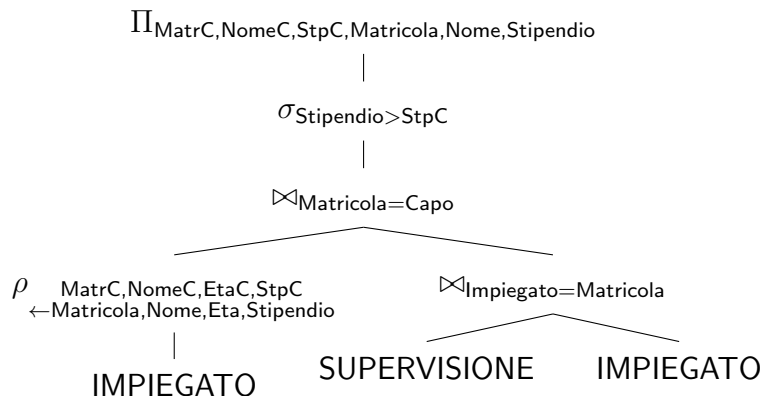 Π MatrC,NomeC,StpC,Matricola,Nome,Stipendio
σ Stipendio>StpC
⋈ Matricola=Capo
ρ MatrC,NomeC,EtaC,StpC
←Matricola,Nome,Eta,Stipendio
⋈ Impiegato=Matricola
IMPIEGATO
SUPERVISIONE
IMPIEGATO